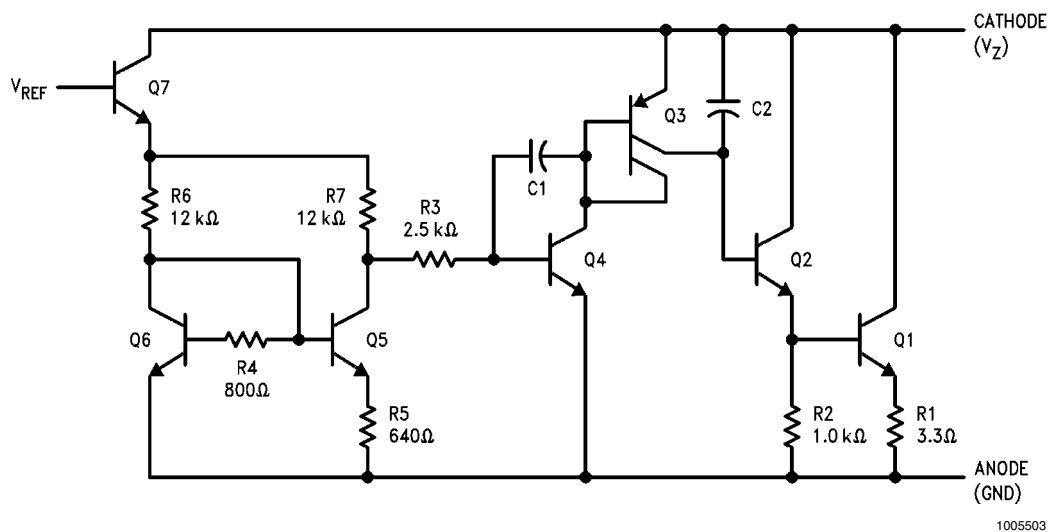 CATHODE
(VZ)
VREF
Q7
Q3
C2
C1
R6
12 kΩ
R7
12 kΩ
R3
2.5 kΩ
Q4
Q2
Q6
Q5
Q1
R4
800Ω
R5
640Ω
R2
1.0 kΩ
R1
3.3Ω
ANODE
(GND)
1005503